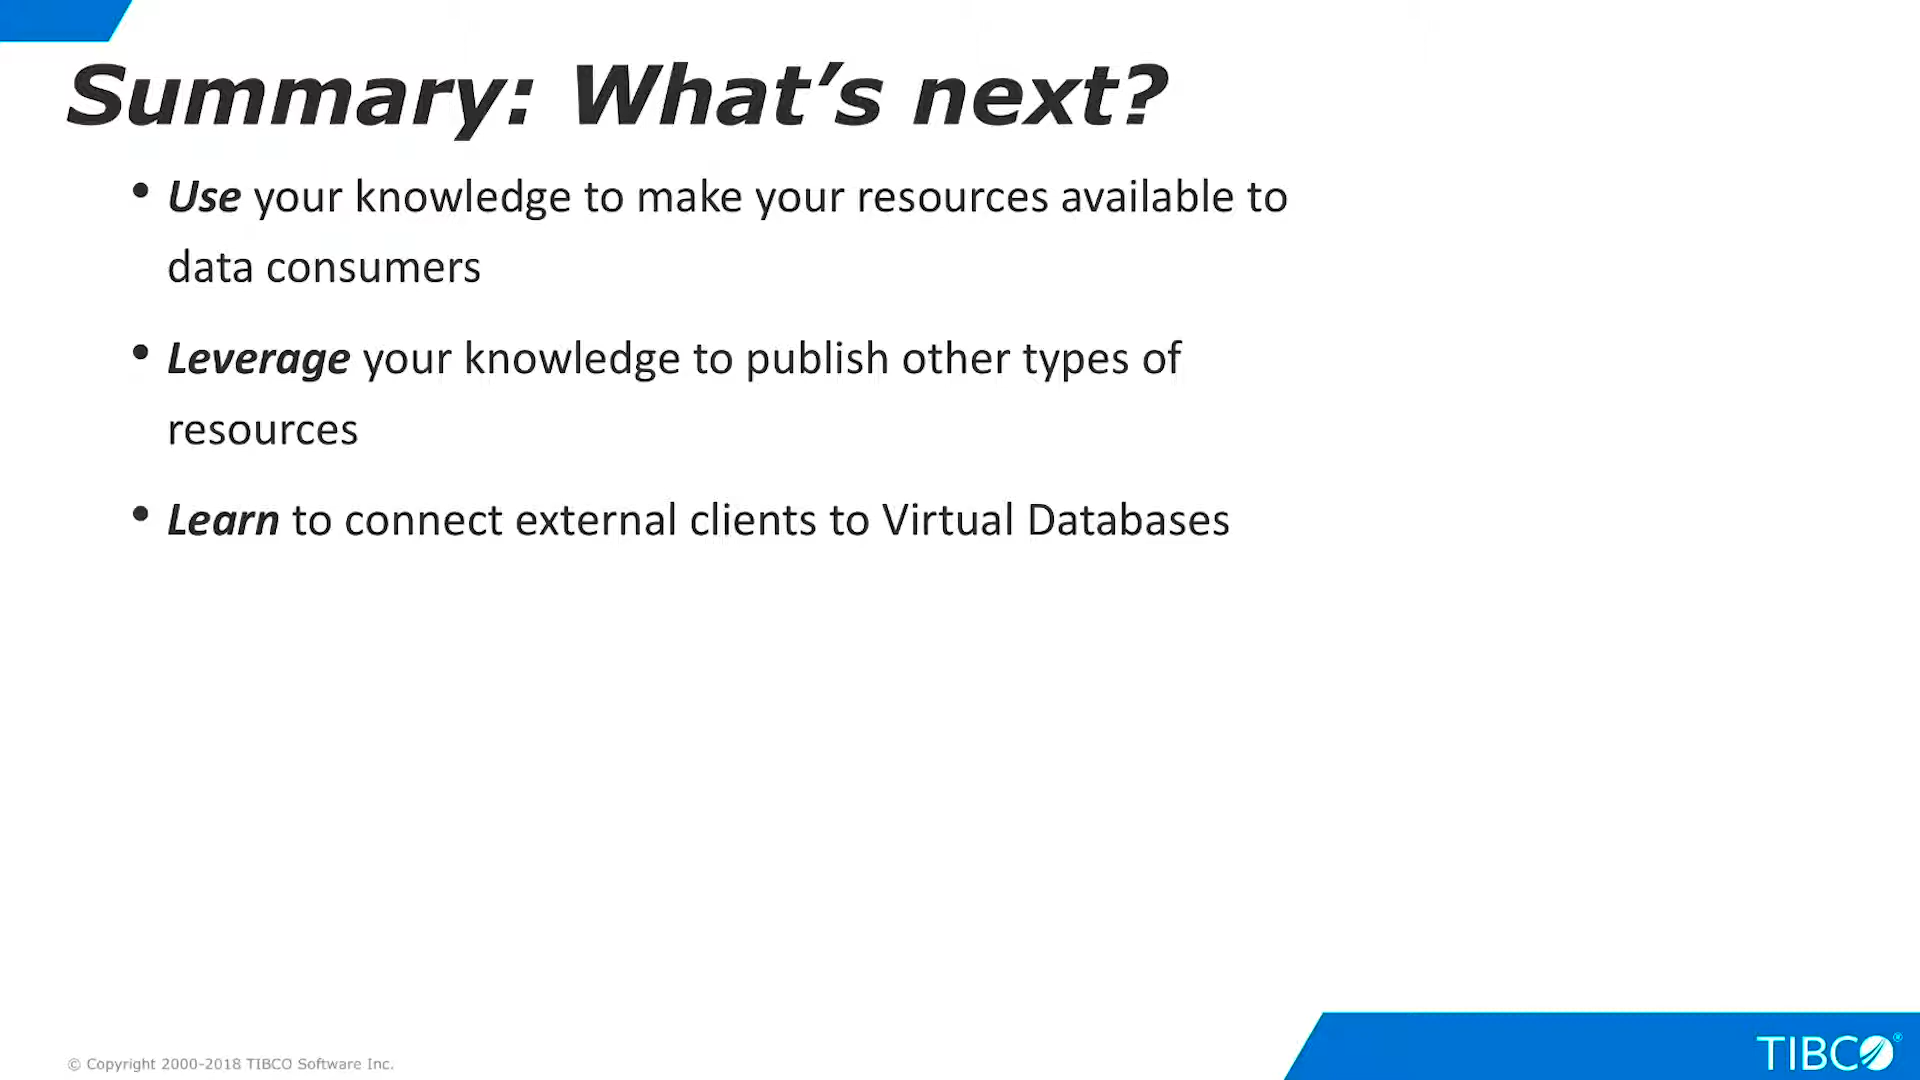 Summary: What’s next?
• Use your knowledge to make your resources available to
data consumers
• Leverage your knowledge to publish other types of
resources
• Learn to connect external clients to Virtual Databases
© Copyright 2000-2018 TIBCO Software Inc.
TIBCO®